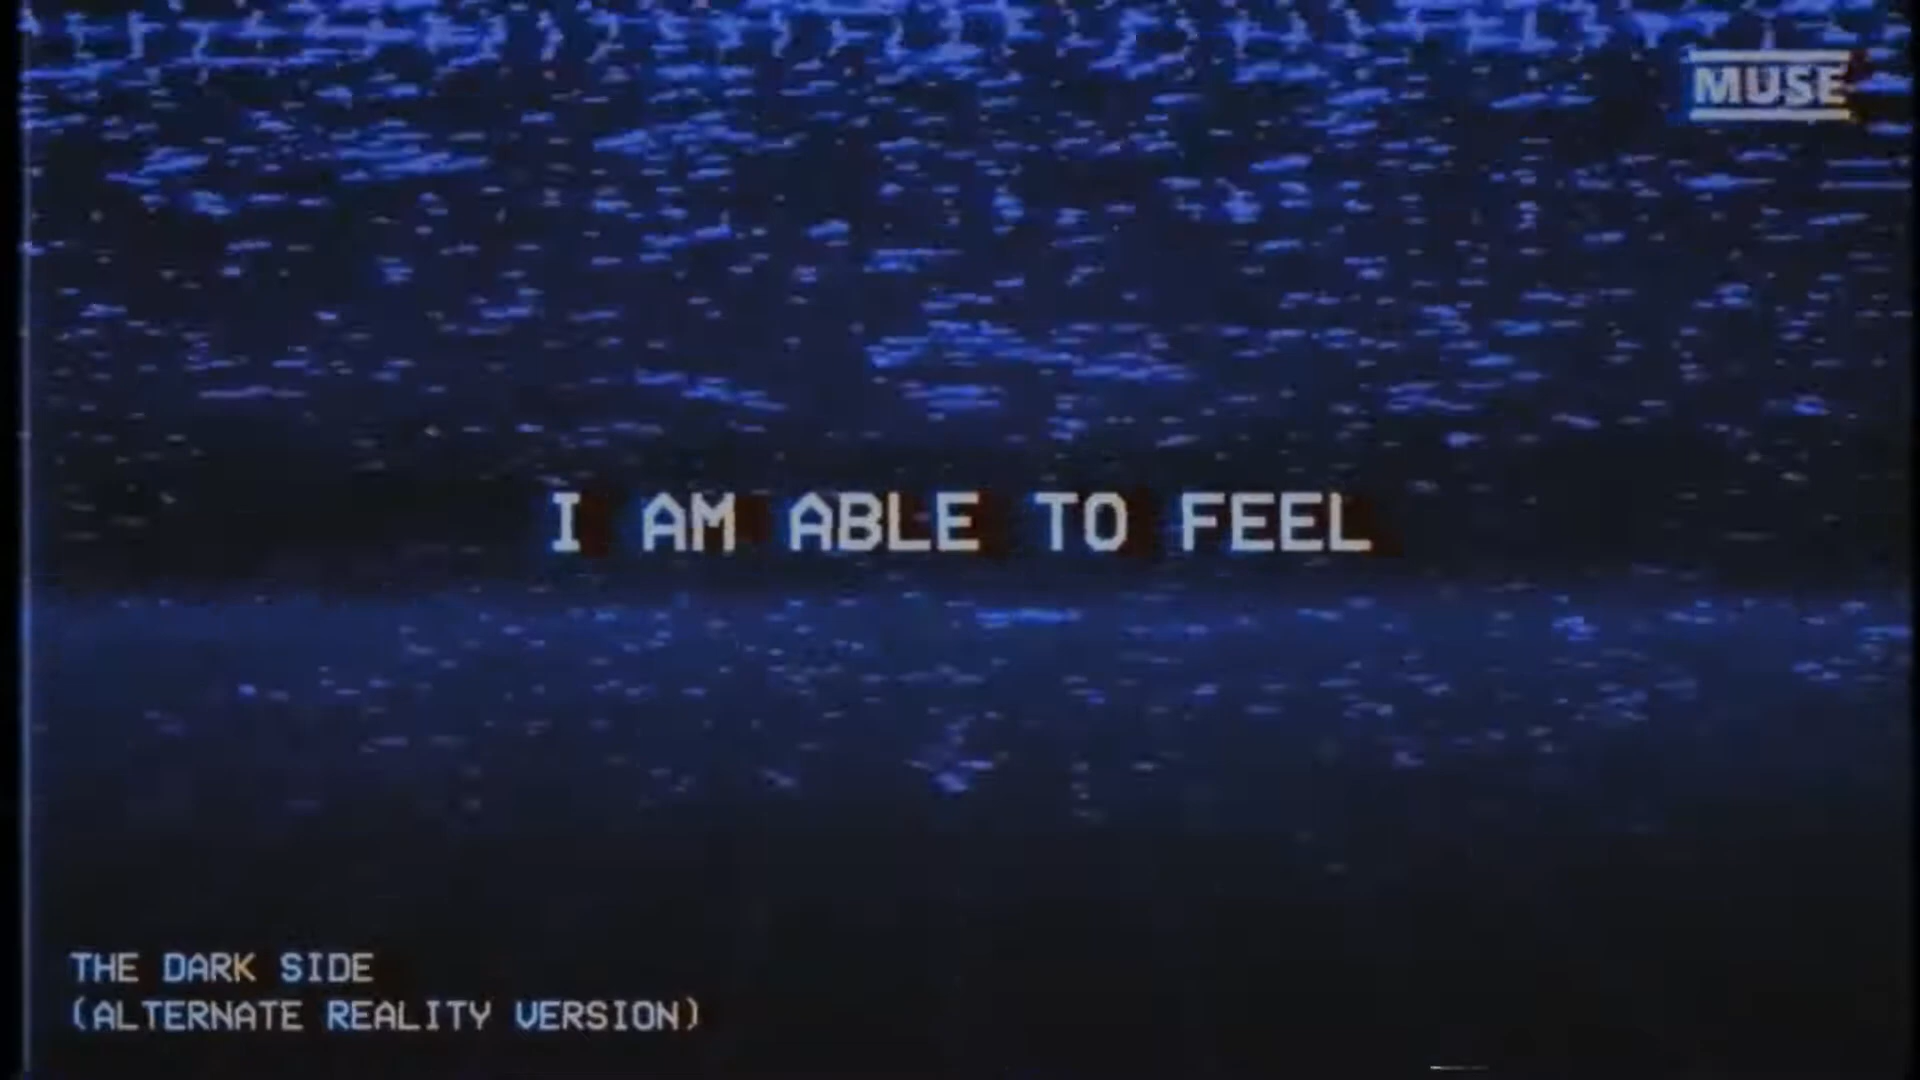 MUSE
I AM ABLE TO FEEL
THE DARK SIDE
(ALTERNATE REALITY VERSION)